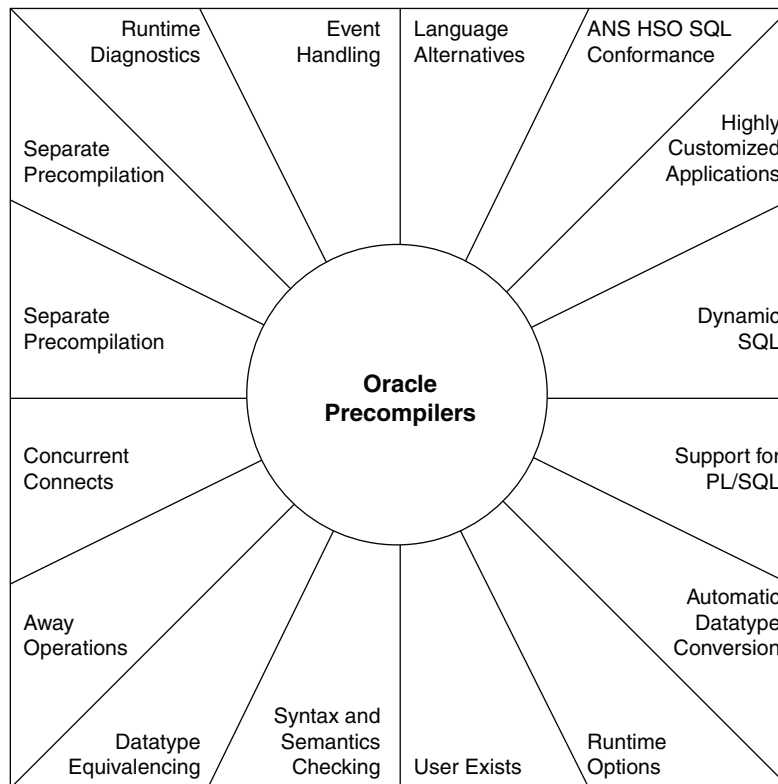 Runtime
Diagnostics
Event
Handling
Language
Alternatives
ANS HSO SQL
Conformance
Highly
Customized
Applications
Dynamic
SQL
Support for
PL/SQL
Automatic
Datatype
Conversion
Runtime
Options
User Exists
Syntax and
Semantics
Checking
Datatype
Equivalencing
Away
Operations
Concurrent
Connects
Separate
Precompilation
Separate
Precompilation
Oracle
Precompilers